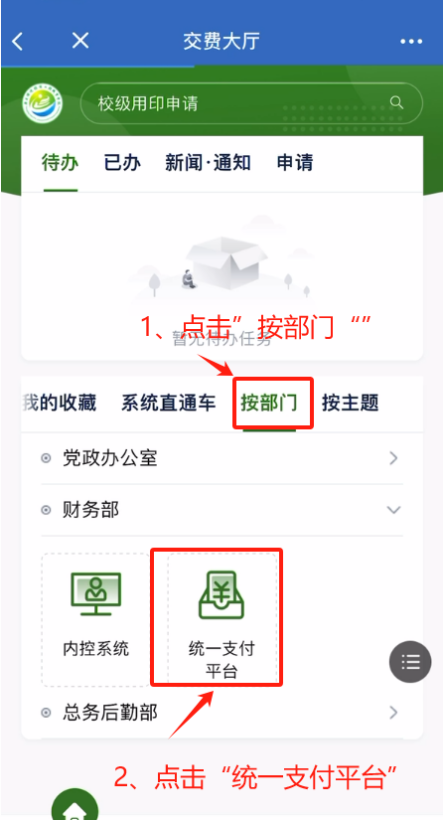 交费大厅
校级用印申请
待办 已办 新闻·通知 申请
1、点击”按部门“”
暂无待办任务
我的收藏 系统直通车 按部门 按主题
党政办公室
财务部
内控系统 统一支付
平台
总务后勤部
2、点击“统一支付平台”